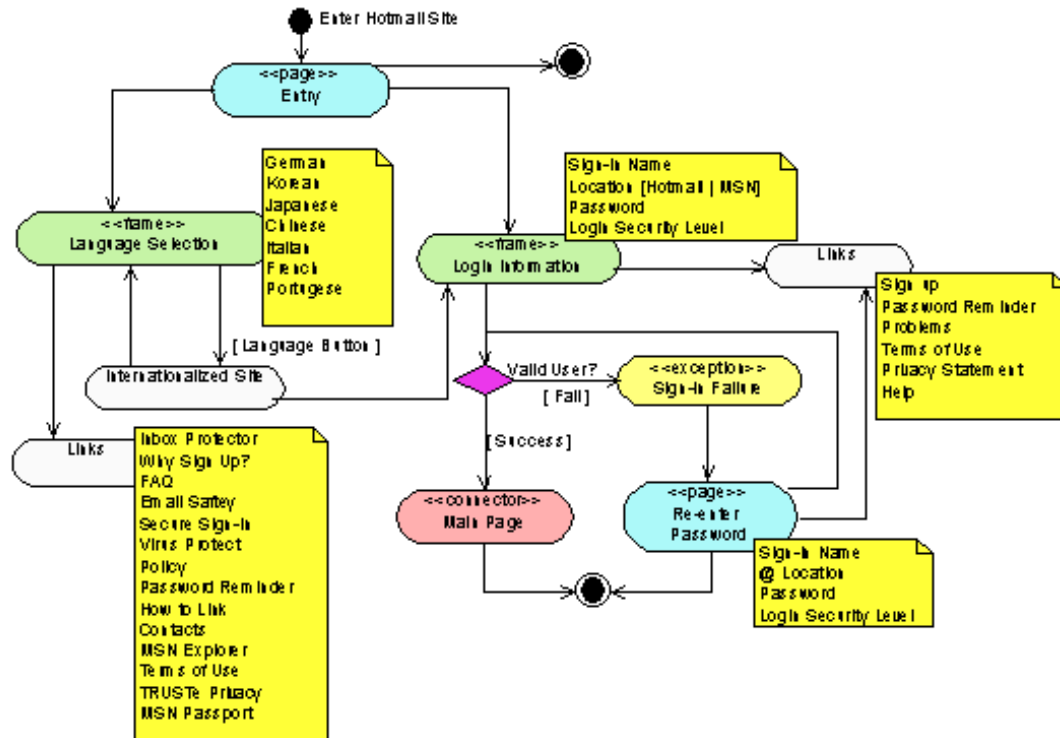 Enter Hotmail Site
<<page>>
Entry
German
Korean
Japanese
Chinese
Italian
French
Portugese
Sign-In Name
Location [Hotmail | MSN]
Password
Login Security Level
<<frame>>
Language Selection
<<frame>>
Login Information
Links
Sign up
Password Reminder
Problems
Terms of Use
Privacy Statement
Help
[ Language Button ]
Internationalized Site
Valid User?
[ Fail ]
<<exception>>
Sign-In Failure
[Success]
Links
Inbox Protector
Why Sign Up?
FAQ
Email Saftey
Secure Sign-In
Virus Protect
Policy
Password Reminder
How to Link
Contacts
MSN Explorer
Terms of Use
TRUSTe Privacy
MSN Passport
<<connector>>
Main Page
<<page>>
Re-enter
Password
Sign-In Name
@ Location
Password
Login Security Level